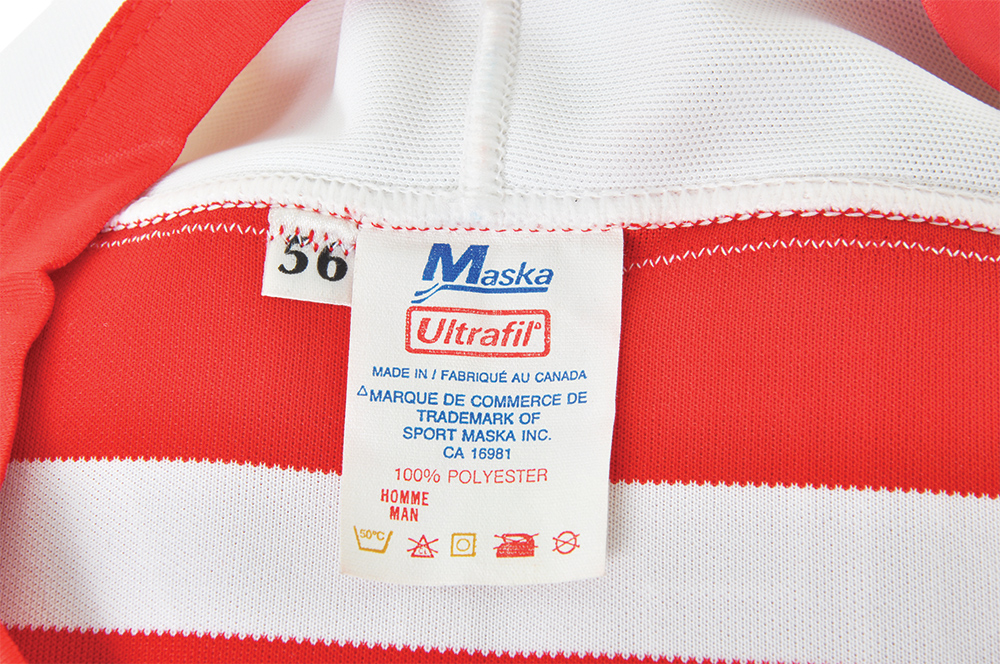 56
Maska
Ultrafil
MADE IN / FABRIQUÉ AU CANADA
△MARQUE DE COMMERCE DE
TRADEMARK OF
SPORT MASKA INC.
CA 16981
100% POLYESTER
HOMME
MAN
50°C